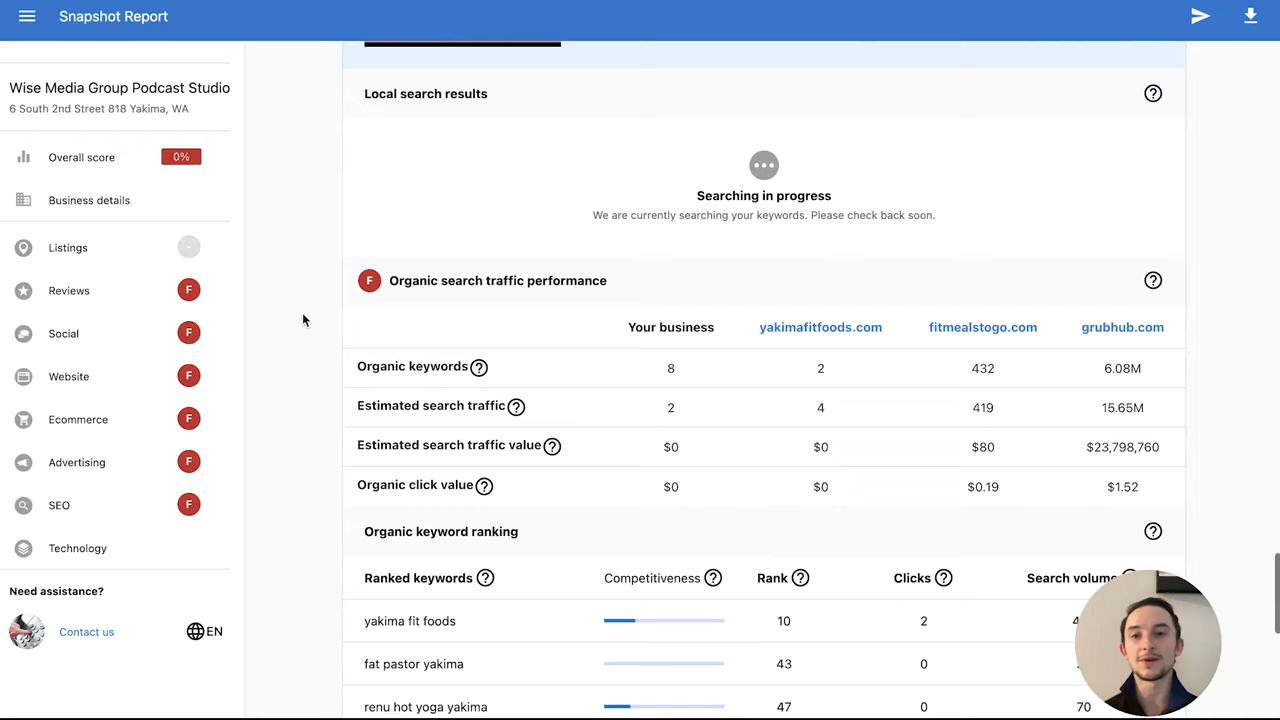 Snapshot Report
Wise Media Group Podcast Studio
6 South 2nd Street 818 Yakima, WA
Overall score 0%
Business details
Listings -
Reviews F
Social F
Website F
Ecommerce F
Advertising F
SEO F
Technology
Need assistance?
Contact us EN
Local search results ?
Searching in progress
We are currently searching your keywords. Please check back soon.
F Organic search traffic performance ?
Your business yakimafitfoods.com fitmealstogo.com grubhub.com
Organic keywords ? 8 2 432 6.08M
Estimated search traffic ? 2 4 419 15.65M
Estimated search traffic value ? $0 $0 $80 $23,798,760
Organic click value ? $0 $0 $0.19 $1.52
Organic keyword ranking ?
Ranked keywords ? Competitiveness ? Rank ? Clicks ? Search volume
yakima fit foods 10 2
fat pastor yakima 43 0
renu hot yoga yakima 47 0 70